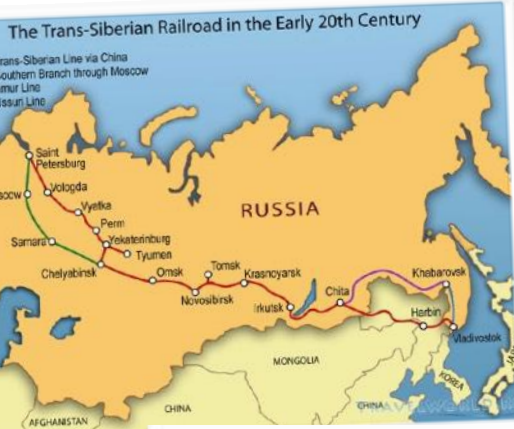 The Trans-Siberian Railroad in the Early 20th Century
rans-Siberian Line via China
outhern Branch through Moscow
mur Line
ssuri Line
Saint
Petersburg
scow
Vologda
Vyatka
Perm
Yekaterinburg
Samara
Tyumen
Chelyabinsk
Omsk
Tomsk
Novosibirsk
Krasnoyarsk
RUSSIA
Irkutsk
Chita
Khabarovsk
Harbin
Vladivostok
MONGOLIA
KOREA
CHINA
CHINA
AFGHANISTAN